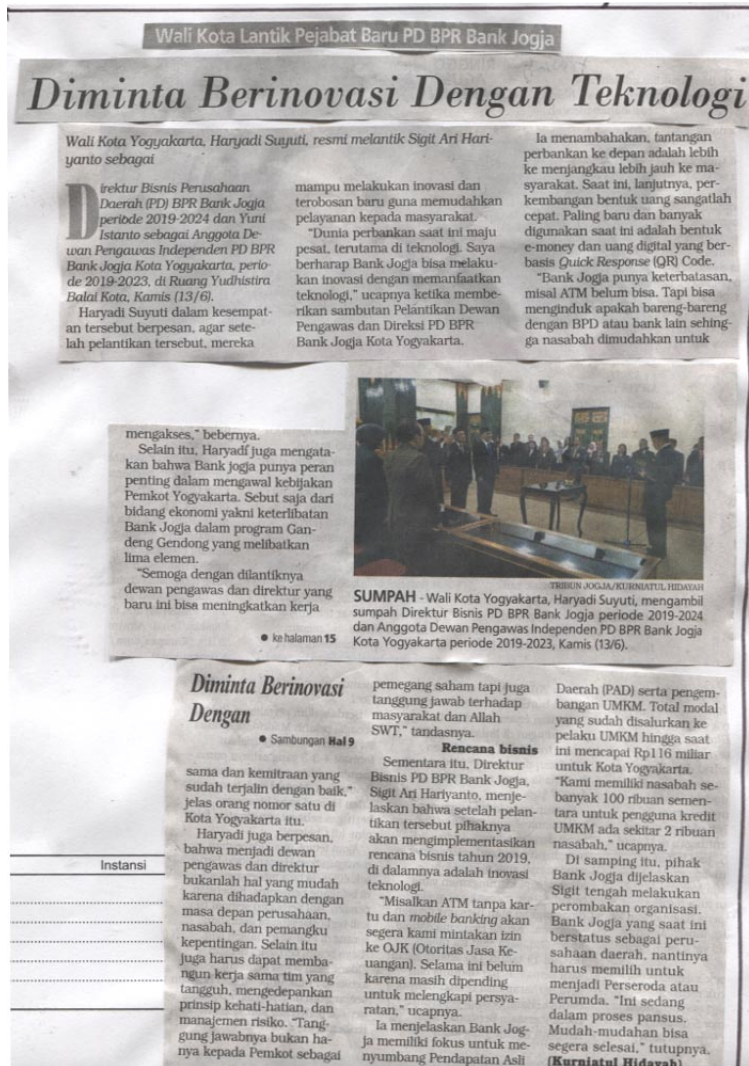 Wali Kota Lantik Pejabat Baru PD BPR Bank Jogja
Diminta Berinovasi Dengan Teknologi
Wali Kota Yogyakarta, Haryadi Suyuti, resmi melantik Sigit Ari Hari-
yanto sebagai
Direktur Bisnis Perusahaan
Daerah (PD) BPR Bank Jogja
periode 2019-2024 dan Yuni
Istanto sebagai Anggota De-
wan Pengawas Independen PD BPR
Bank Jogja Kota Yogyakarta, perio-
de 2019-2023, di Ruang Yudhistira
Balai Kota, Kamis (13/6).
Haryadi Suyuti dalam kesempat-
an tersebut berpesan, agar sete-
lah pelantikan tersebut, mereka
mampu melakukan inovasi dan
terobosan baru guna memudahkan
pelayanan kepada masyarakat.
"Dunia perbankan saat ini maju
pesat, terutama di teknologi. Saya
berharap Bank Jogja bisa melaku-
kan inovasi dengan memanfaatkan
teknologi," ucapnya ketika membe-
rikan sambutan Pelantikan Dewan
Pengawas dan Direksi PD BPR
Bank Jogja Kota Yogyakarta.
Ia menambahakan, tantangan
perbankan ke depan adalah lebih
ke menjangkau lebih jauh ke ma-
syarakat. Saat ini, lanjutnya, per-
kembangan bentuk uang sangatlah
cepat. Paling baru dan banyak
digunakan saat ini adalah bentuk
e-money dan uang digital yang ber-
basis Quick Response (QR) Code.
"Bank Jogja punya keterbatasan,
misal ATM belum bisa. Tapi bisa
menginduk apakah bareng-bareng
dengan BPD atau bank lain sehing-
ga nasabah dimudahkan untuk
mengakses," bebernya.
Selain itu, Haryadi juga mengata-
kan bahwa Bank jogja punya peran
penting dalam mengawal kebijakan
Pemkot Yogyakarta. Sebut saja dari
bidang ekonomi yakni keterlibatan
Bank Jogja dalam program Gan-
deng Gendong yang melibatkan
lima elemen.
"Semoga dengan dilantiknya
dewan pengawas dan direktur yang
baru ini bisa meningkatkan kerja
● ke halaman 15
TRIBUN JOGJA/KURNIATUL HIDAYAH
SUMPAH - Wali Kota Yogyakarta, Haryadi Suyuti, mengambil
sumpah Direktur Bisnis PD BPR Bank Jogja periode 2019-2024
dan Anggota Dewan Pengawas Independen PD BPR Bank Jogja
Kota Yogyakarta periode 2019-2023, Kamis (13/6).
Diminta Berinovasi
Dengan
● Sambungan Hal 9
sama dan kemitraan yang
sudah terjalin dengan baik,"
jelas orang nomor satu di
Kota Yogyakarta itu.
Haryadi juga berpesan,
bahwa menjadi dewan
pengawas dan direktur
bukanlah hal yang mudah
karena dihadapkan dengan
masa depan perusahaan,
nasabah, dan pemangku
kepentingan. Selain itu
juga harus dapat memba-
ngun kerja sama tim yang
tangguh, mengedepankan
prinsip kehati-hatian, dan
manajemen risiko. "Tang-
gung jawabnya bukan ha-
nya kepada Pemkot sebagai
pemegang saham tapi juga
tanggung jawab terhadap
masyarakat dan Allah
SWT," tandasnya.
Rencana bisnis
Sementara itu, Direktur
Bisnis PD BPR Bank Jogja,
Sigit Ari Hariyanto, menje-
laskan bahwa setelah pelan-
tikan tersebut pihaknya
akan mengimplementasikan
rencana bisnis tahun 2019,
di dalamnya adalah inovasi
teknologi.
"Misalkan ATM tanpa kar-
tu dan mobile banking akan
segera kami mintakan izin
ke OJK (Otoritas Jasa Ke-
uangan). Selama ini belum
karena masih dipending
untuk melengkapi persya-
ratan," ucapnya.
Ia menjelaskan Bank Jog-
ja memiliki fokus untuk me-
nyumbang Pendapatan Asli
Daerah (PAD) serta pengem-
bangan UMKM. Total modal
yang sudah disalurkan ke
pelaku UMKM hingga saat
ini mencapai Rp116 miliar
untuk Kota Yogyakarta.
"Kami memiliki nasabah se-
banyak 100 ribuan semen-
tara untuk pengguna kredit
UMKM ada sekitar 2 ribuan
nasabah," ucapnya.
Di samping itu, pihak
Bank Jogja dijelaskan
Sigit tengah melakukan
perombakan organisasi.
Bank Jogja yang saat ini
berstatus sebagai peru-
sahaan daerah, nantinya
harus memilih untuk
menjadi Perseroda atau
Perumda. "Ini sedang
dalam proses pansus.
Mudah-mudahan bisa
segera selesai," tutupnya.
(Kurniatul Hidayah)
Instansi